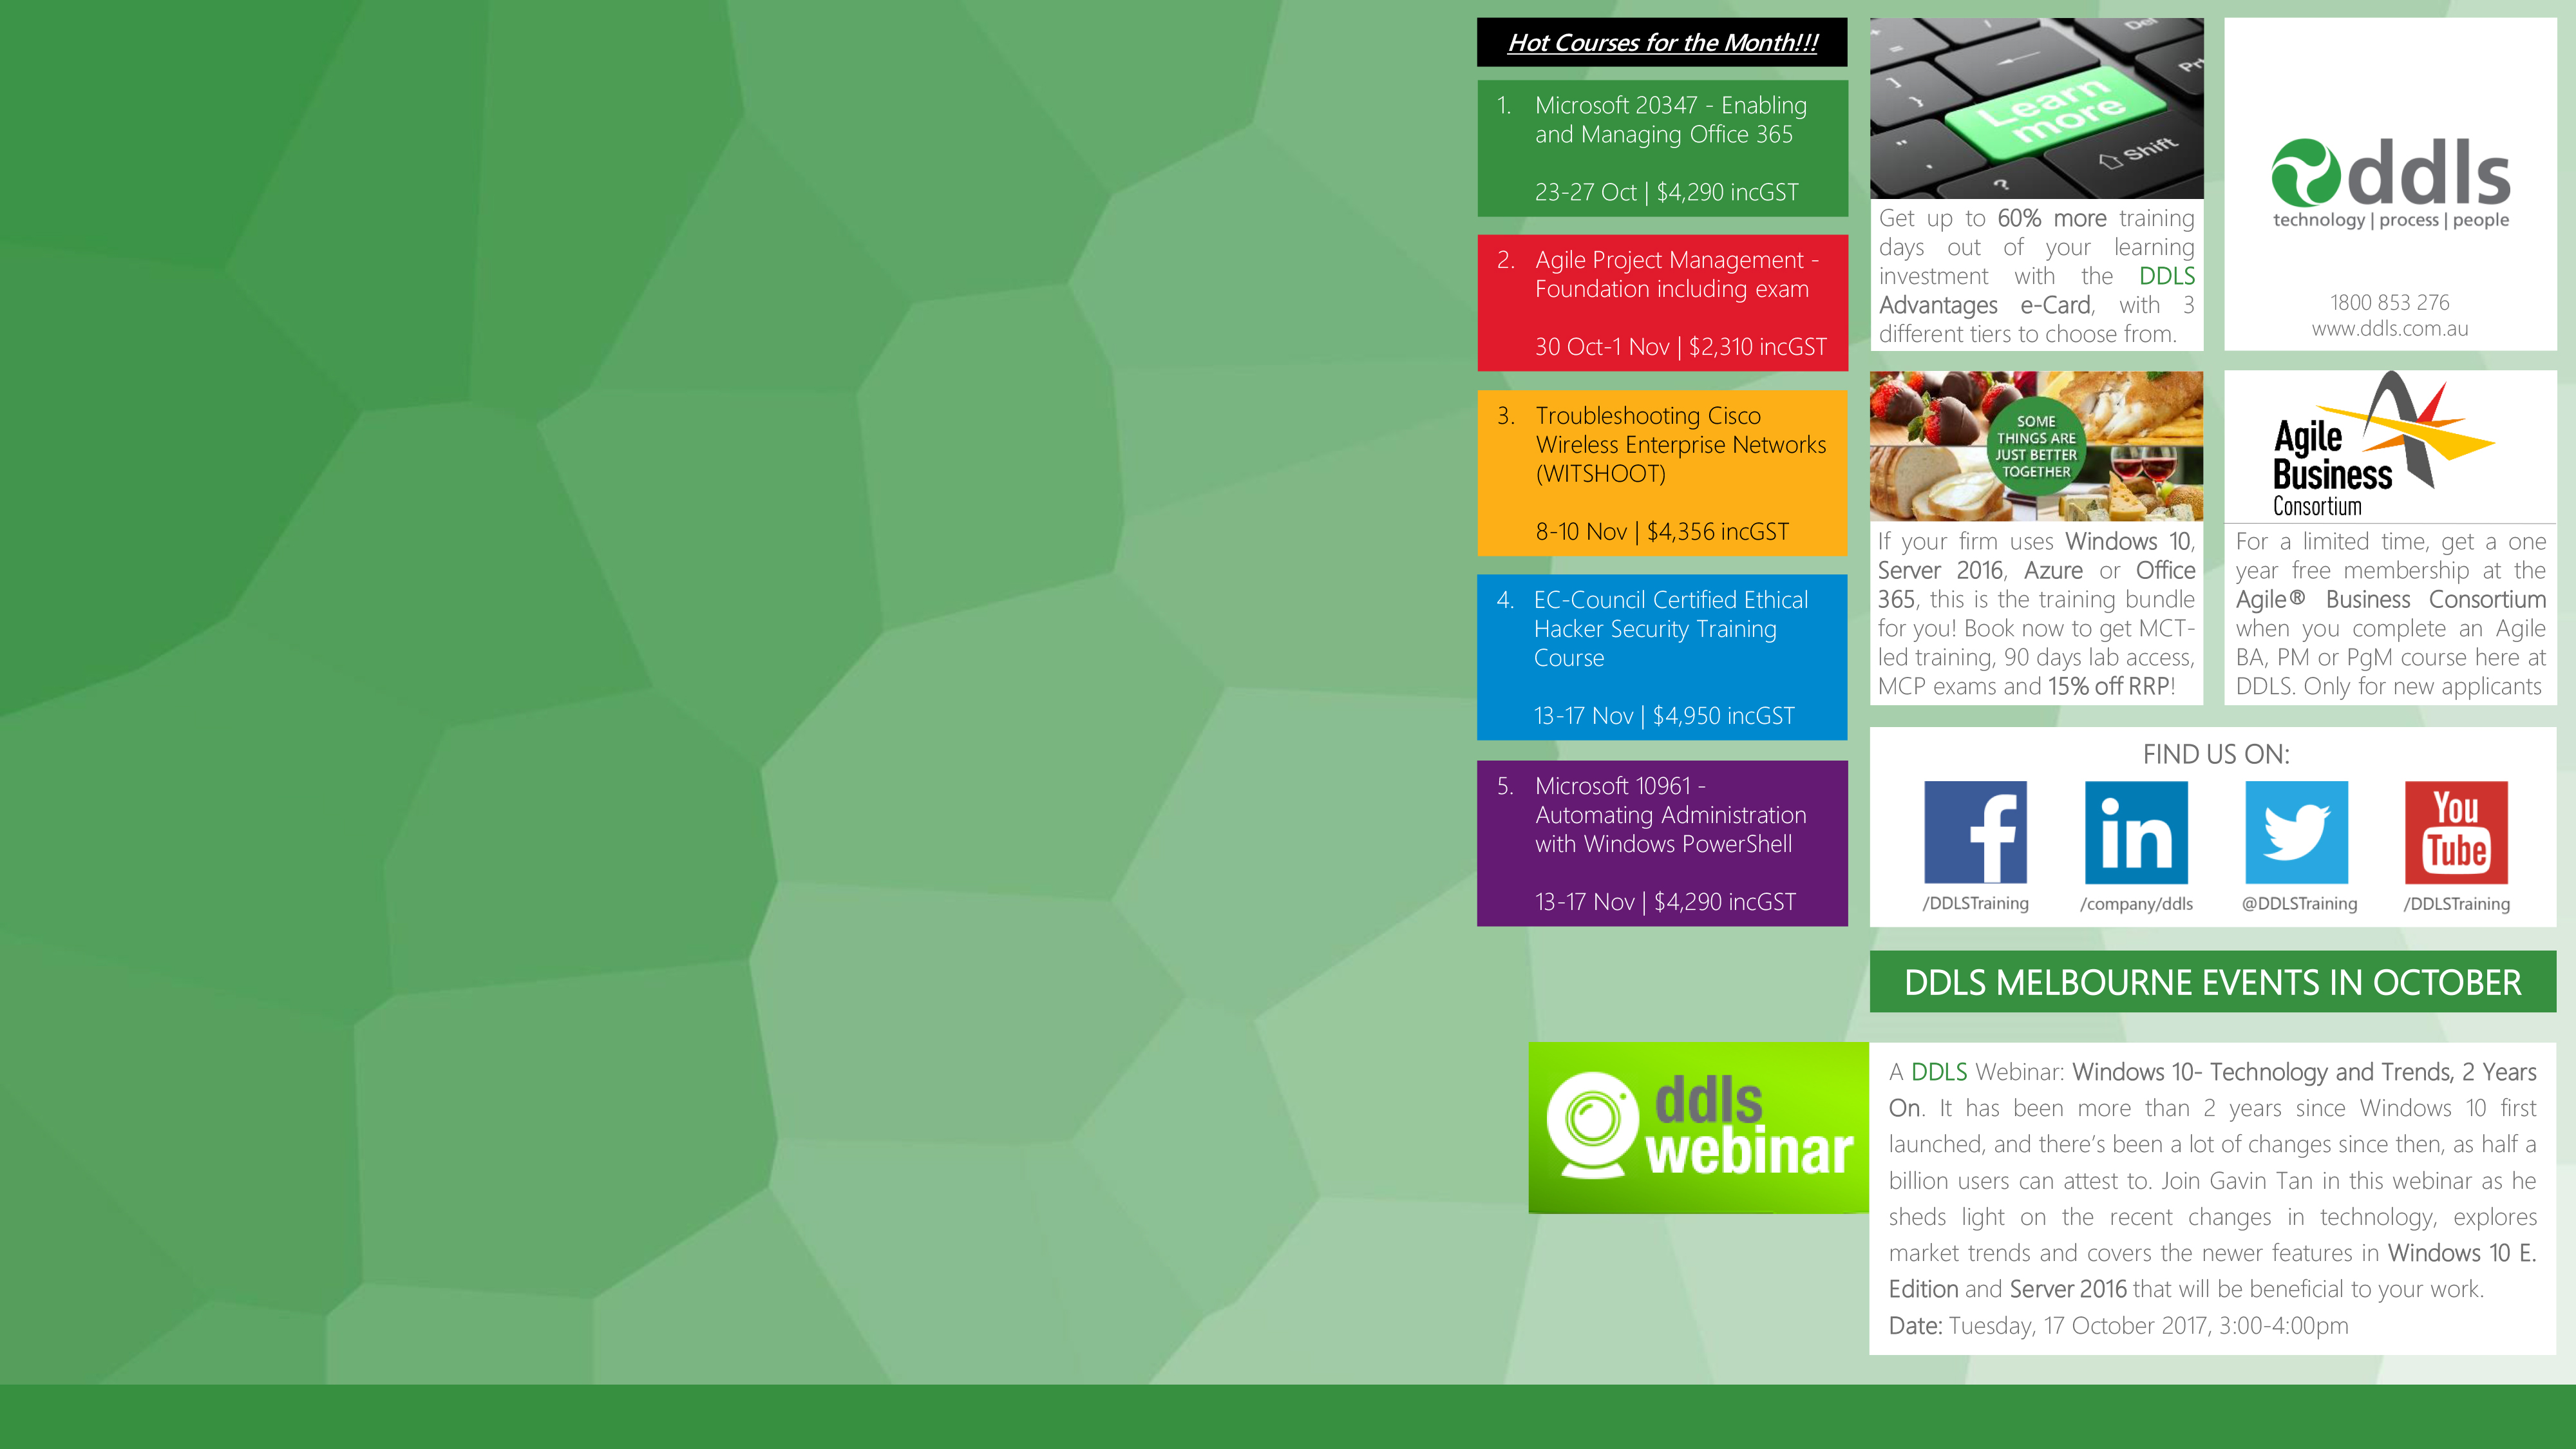 Hot Courses for the Month!!!
1. Microsoft 20347 - Enabling
and Managing Office 365
23-27 Oct | $4,290 incGST
2. Agile Project Management -
Foundation including exam
30 Oct-1 Nov | $2,310 incGST
3. Troubleshooting Cisco
Wireless Enterprise Networks
(WITSHOOT)
8-10 Nov | $4,356 incGST
4. EC-Council Certified Ethical
Hacker Security Training
Course
13-17 Nov | $4,950 incGST
5. Microsoft 10961 -
Automating Administration
with Windows PowerShell
13-17 Nov | $4,290 incGST
Del
Prt
Learn
more
Shift
Get up to 60% more training
days out of your learning
investment with the DDLS
Advantages e-Card, with 3
different tiers to choose from.
ddls
technology | process | people
1800 853 276
www.ddls.com.au
SOME
THINGS ARE
JUST BETTER
TOGETHER
If your firm uses Windows 10,
Server 2016, Azure or Office
365, this is the training bundle
for you! Book now to get MCT-
led training, 90 days lab access,
MCP exams and 15% off RRP!
Agile
Business
Consortium
For a limited time, get a one
year free membership at the
Agile® Business Consortium
when you complete an Agile
BA, PM or PgM course here at
DDLS. Only for new applicants
FIND US ON:
f
in
You
Tube
/DDLSTraining
/company/ddls
@DDLSTraining
/DDLSTraining
DDLS MELBOURNE EVENTS IN OCTOBER
ddls
webinar
A DDLS Webinar: Windows 10- Technology and Trends, 2 Years
On. It has been more than 2 years since Windows 10 first
launched, and there's been a lot of changes since then, as half a
billion users can attest to. Join Gavin Tan in this webinar as he
sheds light on the recent changes in technology, explores
market trends and covers the newer features in Windows 10 E.
Edition and Server 2016 that will be beneficial to your work.
Date: Tuesday, 17 October 2017, 3:00-4:00pm